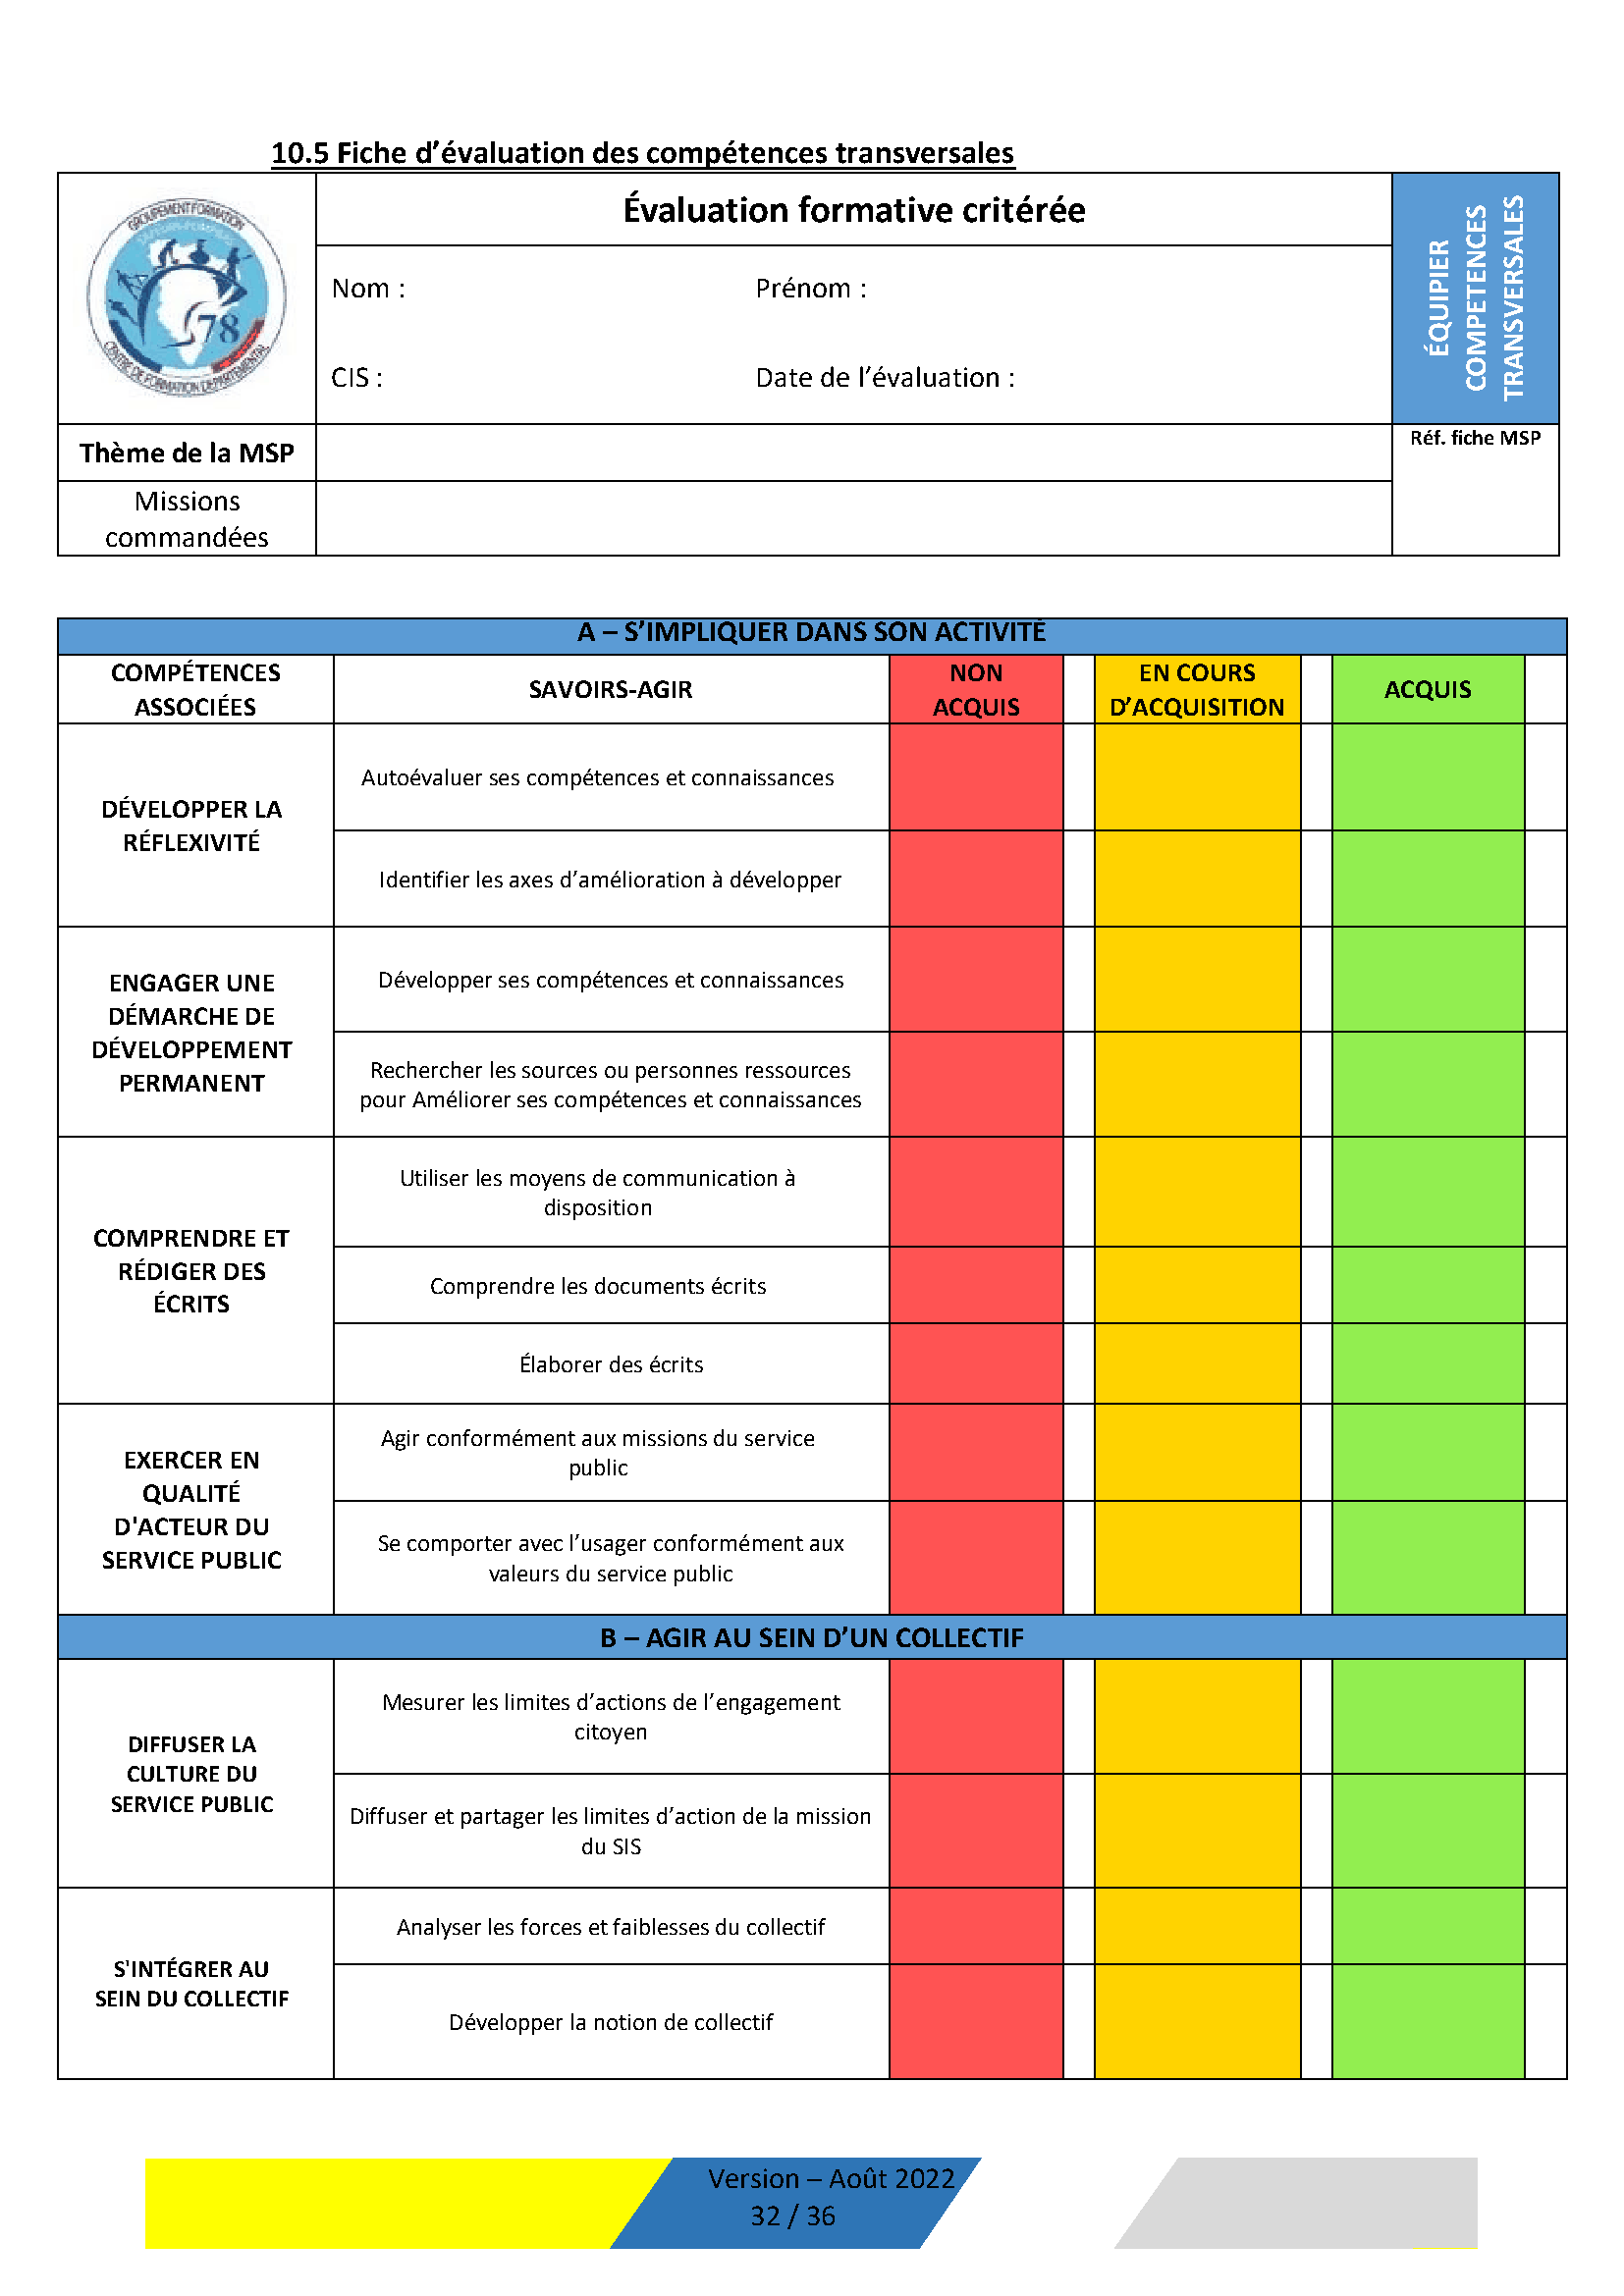 10.5 Fiche d’évaluation des compétences transversales
GROUPEMENT FORMATION
SAPEURS-POMPIERS
78
CENTRE DE FORMATION DEPARTEMENTAL
Évaluation formative critérée
Nom :
Prénom :
CIS :
Date de l’évaluation :
ÉQUIPIER
COMPETENCES
TRANSVERSALES
Thème de la MSP
Réf. fiche MSP
Missions
commandées
A – S’IMPLIQUER DANS SON ACTIVITÉ
COMPÉTENCES
ASSOCIÉES
SAVOIRS-AGIR
NON
ACQUIS
EN COURS
D’ACQUISITION
ACQUIS
DÉVELOPPER LA
RÉFLEXIVITÉ
Autoévaluer ses compétences et connaissances
Identifier les axes d’amélioration à développer
ENGAGER UNE
DÉMARCHE DE
DÉVELOPPEMENT
PERMANENT
Développer ses compétences et connaissances
Rechercher les sources ou personnes ressources
pour Améliorer ses compétences et connaissances
COMPRENDRE ET
RÉDIGER DES
ÉCRITS
Utiliser les moyens de communication à
disposition
Comprendre les documents écrits
Élaborer des écrits
EXERCER EN
QUALITÉ
D'ACTEUR DU
SERVICE PUBLIC
Agir conformément aux missions du service
public
Se comporter avec l’usager conformément aux
valeurs du service public
B – AGIR AU SEIN D’UN COLLECTIF
DIFFUSER LA
CULTURE DU
SERVICE PUBLIC
Mesurer les limites d’actions de l’engagement
citoyen
Diffuser et partager les limites d’action de la mission
du SIS
S'INTÉGRER AU
SEIN DU COLLECTIF
Analyser les forces et faiblesses du collectif
Développer la notion de collectif
Version – Août 2022
32 / 36